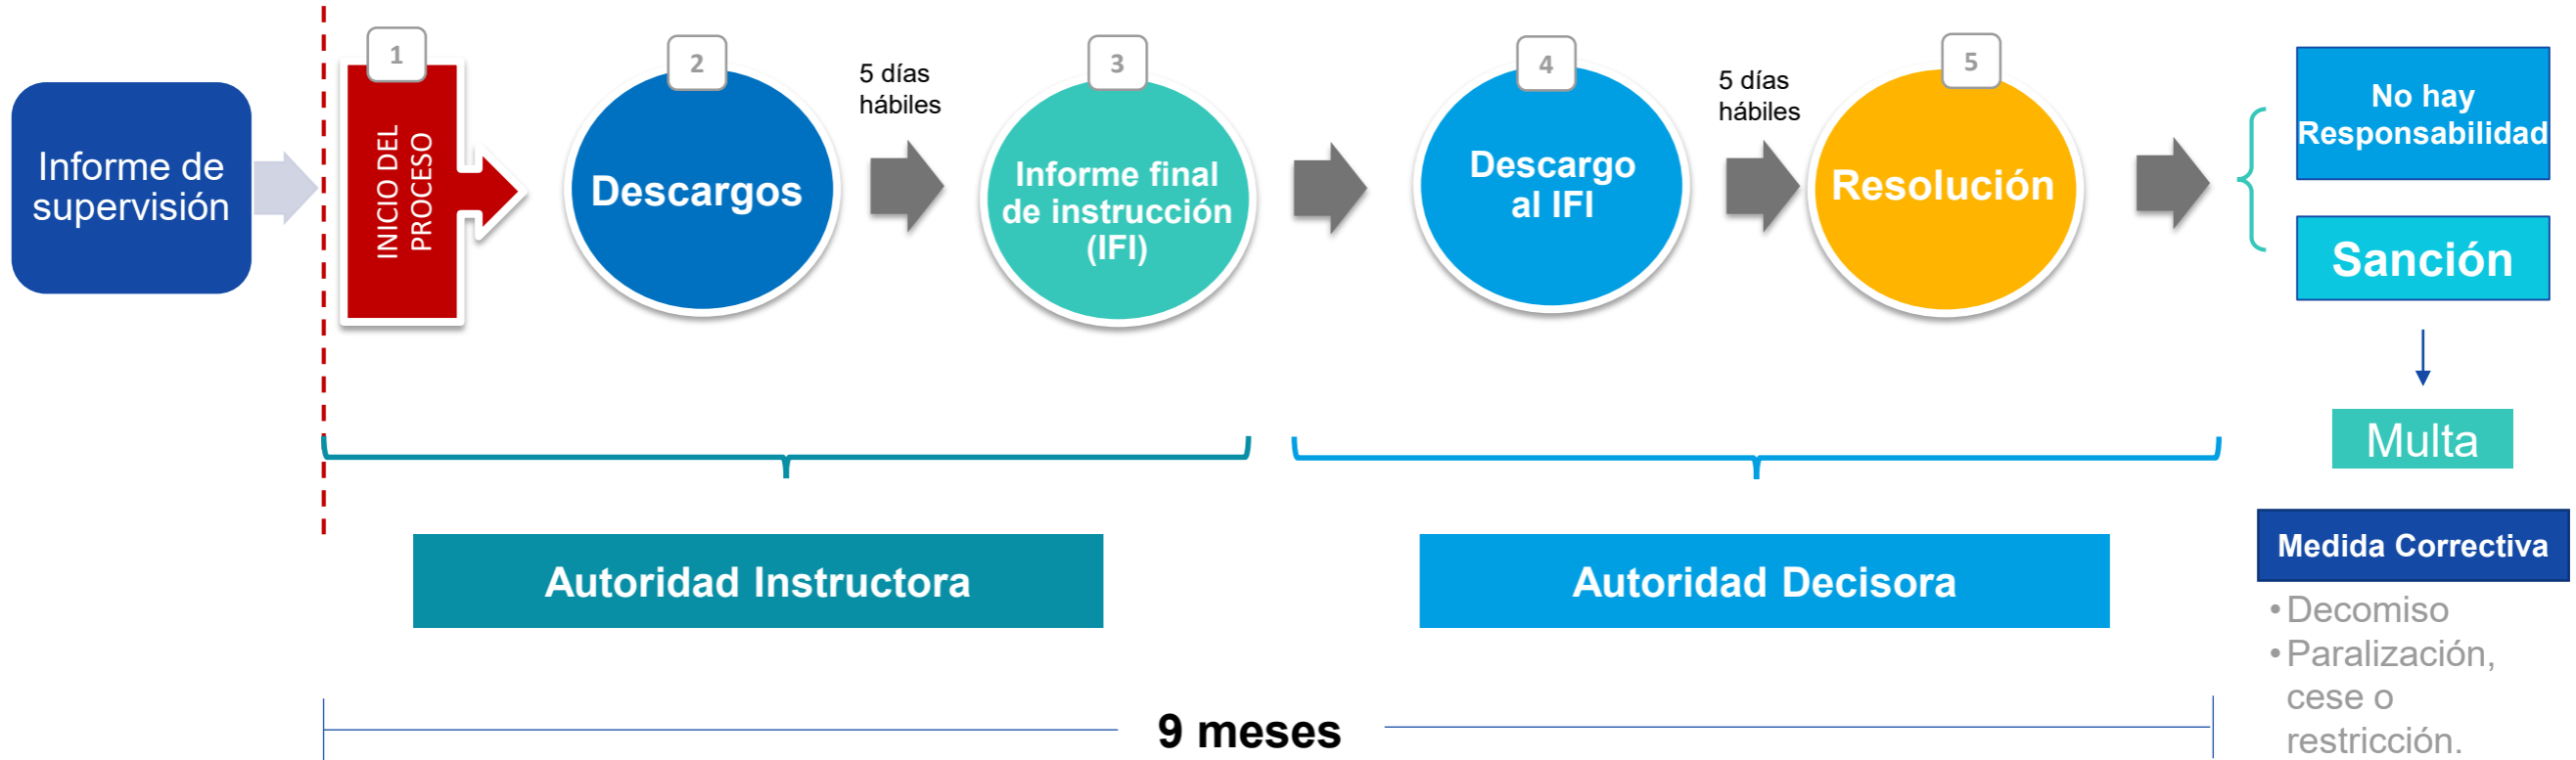 Informe de
supervisión
1
INICIO DEL
PROCESO
2
Descargos
5 días
hábiles
3
Informe final
de instrucción
(IFI)
4
Descargo
al IFI
5 días
hábiles
5
Resolución
No hay
Responsabilidad
Sanción
Multa
Autoridad Instructora
Autoridad Decisora
Medida Correctiva
•Decomiso
•Paralización,
cese o
restricción.
9 meses